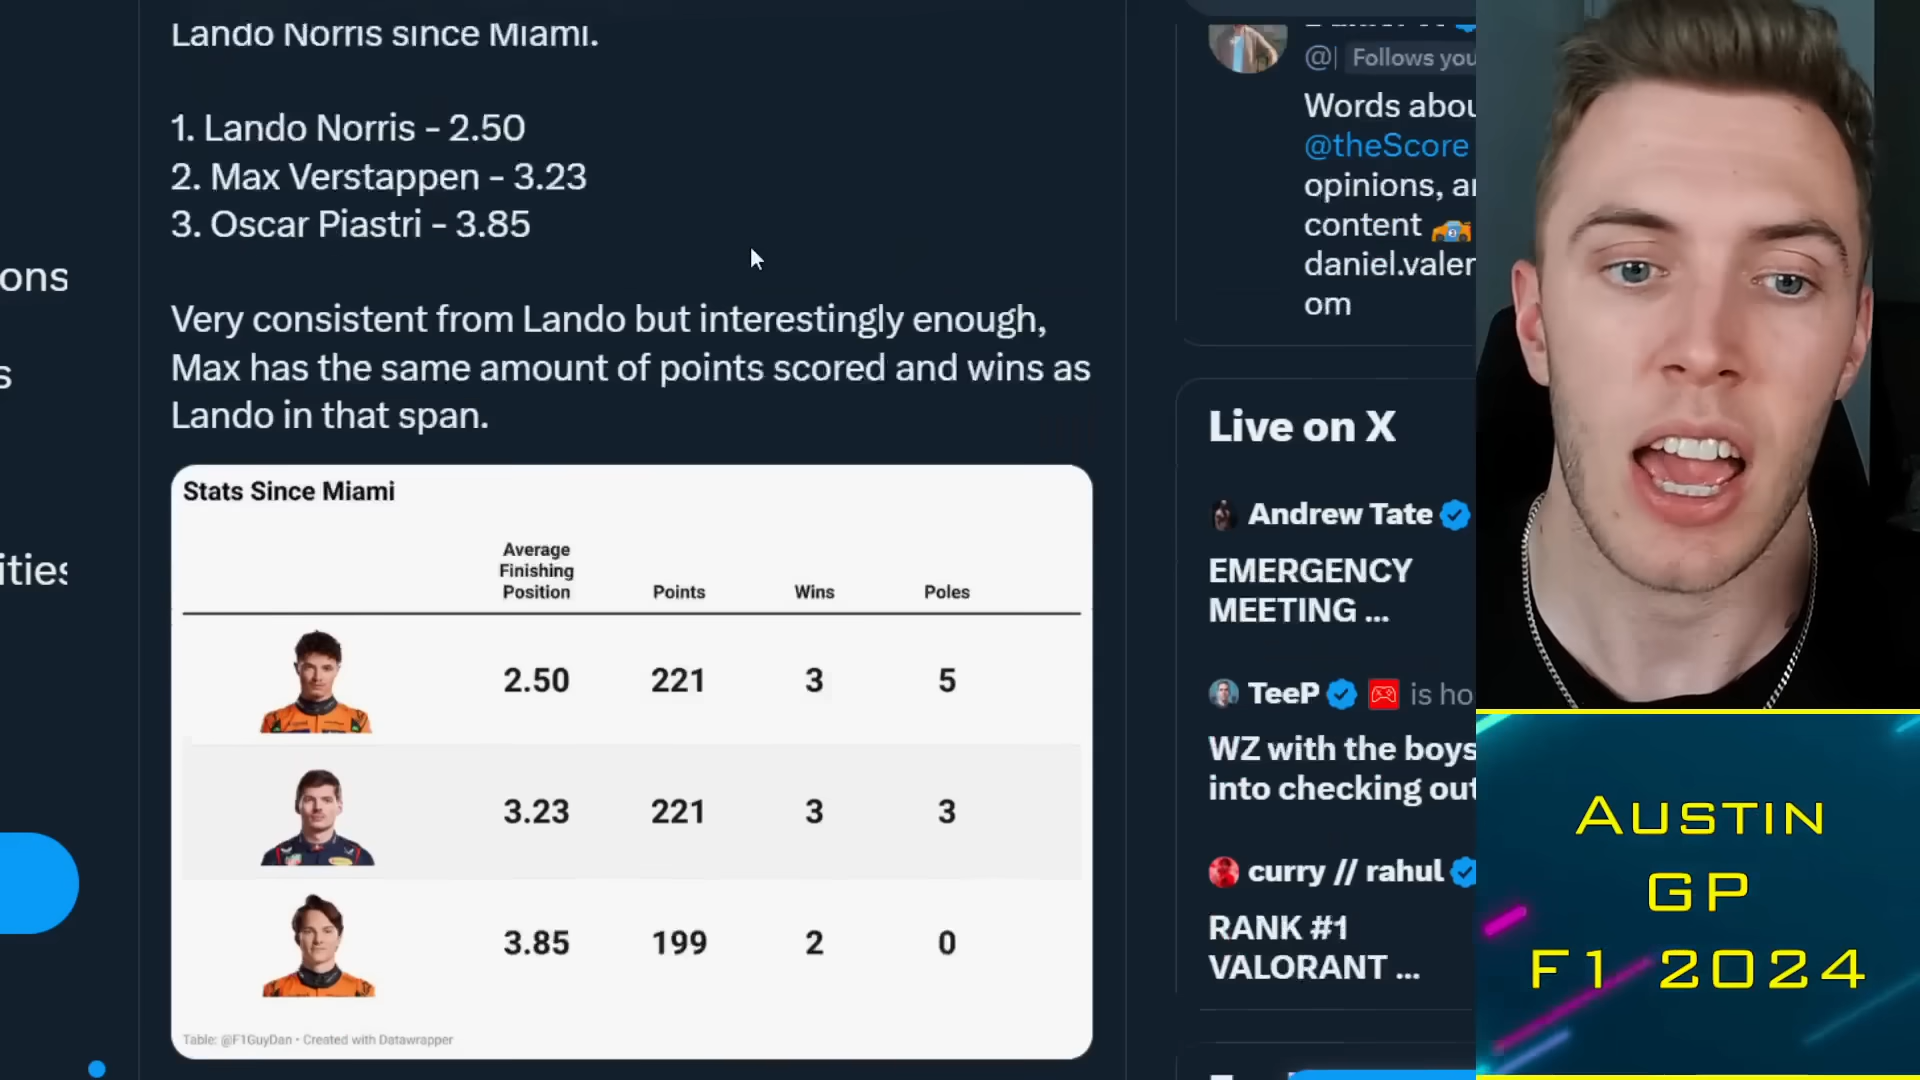 Lando Norris since Miami.
1. Lando Norris - 2.50
2. Max Verstappen - 3.23
3. Oscar Piastri - 3.85
Very consistent from Lando but interestingly enough,
Max has the same amount of points scored and wins as
Lando in that span.
Stats Since Miami
Average
Finishing
Position
Points
Wins
Poles
2.50 221 3 5
3.23 221 3 3
3.85 199 2 0
Table: @F1GuyDan • Created with Datawrapper
ons
s
ities
@| Follows you
Words abou
@theScore
opinions, a
content
daniel.valer
om
Live on X
Andrew Tate
EMERGENCY
MEETING ...
TeeP is ho
WZ with the boys
into checking out
curry // rahul
RANK #1
VALORANT ...
AUSTIN
GP
F1 2024